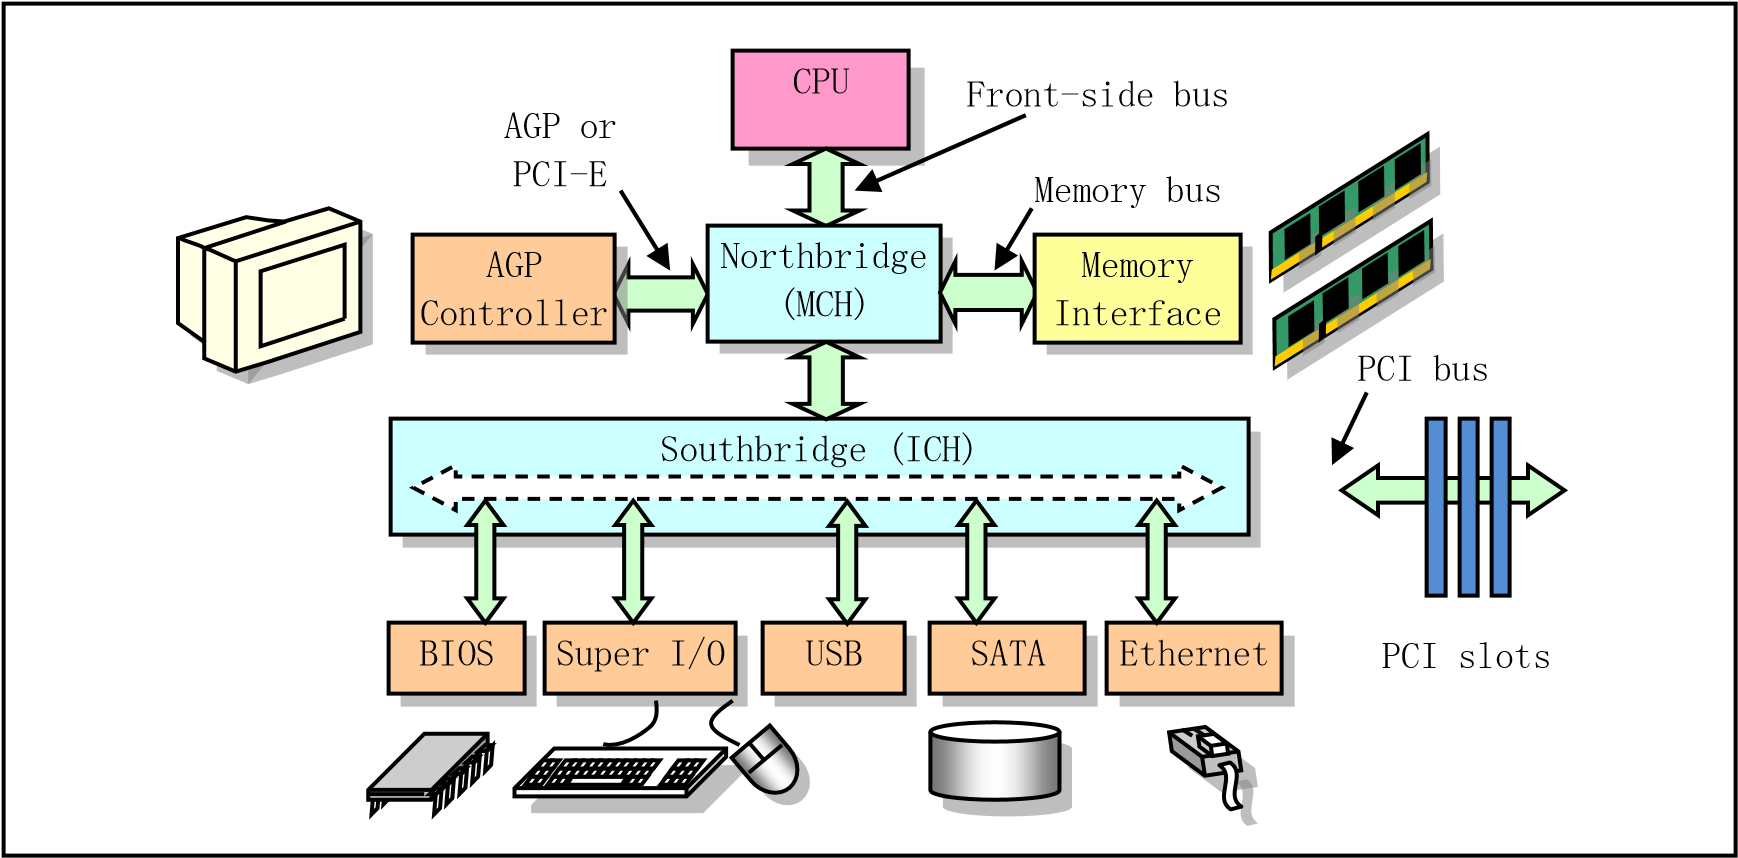 CPU
Front-side bus
AGP or
PCI-E
Memory bus
AGP
Controller
Northbridge
(MCH)
Memory
Interface
PCI bus
Southbridge (ICH)
BIOS
Super I/O
USB
SATA
Ethernet
PCI slots